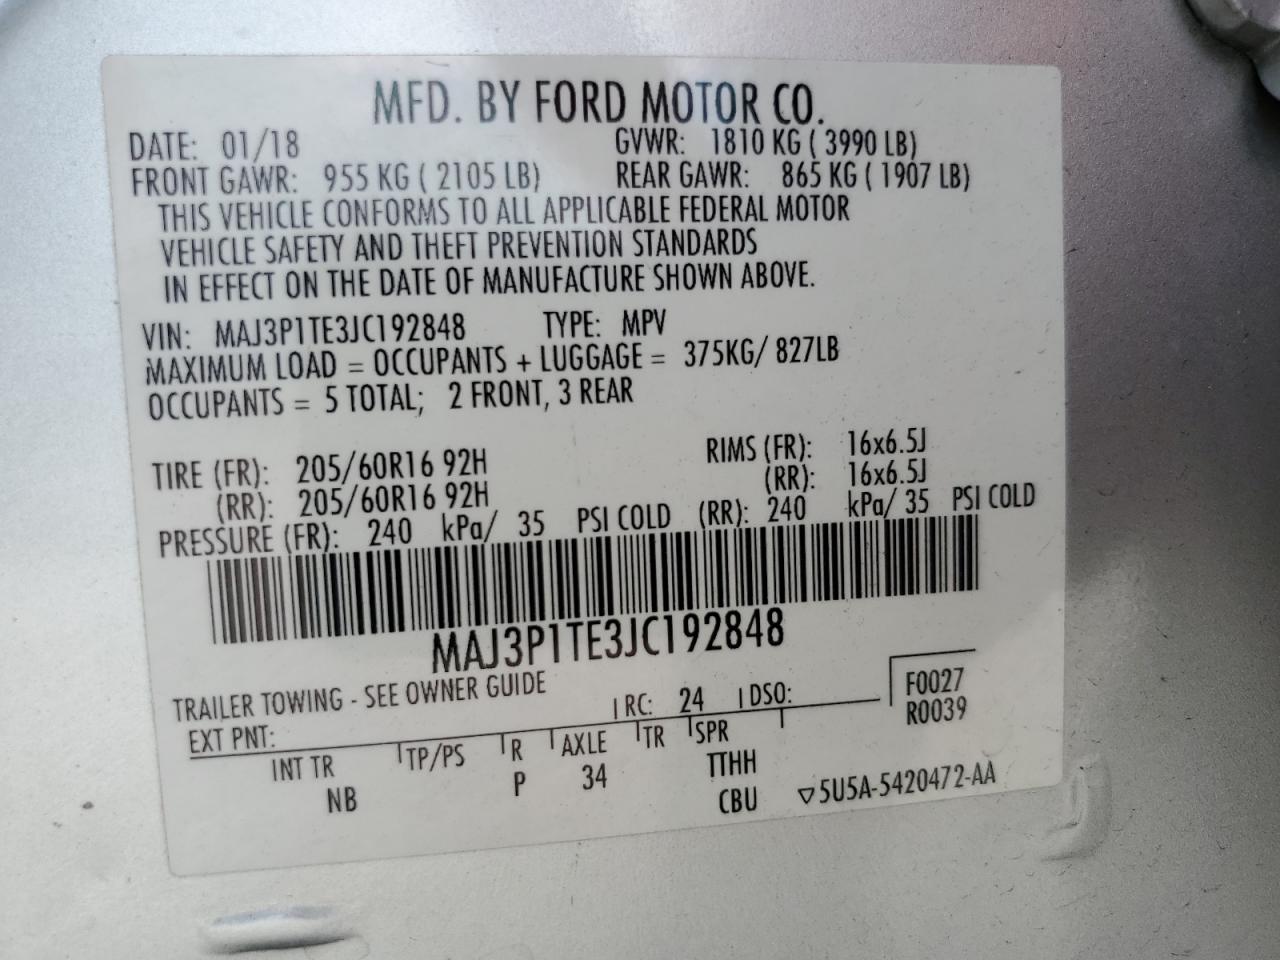 MFD. BY FORD MOTOR CO.
DATE: 01/18 GVWR: 1810 KG ( 3990 LB)
FRONT GAWR: 955 KG ( 2105 LB) REAR GAWR: 865 KG ( 1907 LB)
THIS VEHICLE CONFORMS TO ALL APPLICABLE FEDERAL MOTOR
VEHICLE SAFETY AND THEFT PREVENTION STANDARDS
IN EFFECT ON THE DATE OF MANUFACTURE SHOWN ABOVE.
VIN: MAJ3P1TE3JC192848 TYPE: MPV
MAXIMUM LOAD = OCCUPANTS + LUGGAGE = 375KG/ 827LB
OCCUPANTS = 5 TOTAL; 2 FRONT, 3 REAR
TIRE (FR): 205/60R16 92H RIMS (FR): 16x6.5J
(RR): 205/60R16 92H (RR): 16x6.5J
PRESSURE (FR): 240 kPa/ 35 PSI COLD (RR): 240 kPa/ 35 PSI COLD
MAJ3P1TE3JC192848
TRAILER TOWING - SEE OWNER GUIDE
EXT PNT: RC: 24 DSO: F0027
R0039
INT TR TP/PS R AXLE TR SPR
NB P 34 TTHH
CBU ▽5U5A-5420472-AA